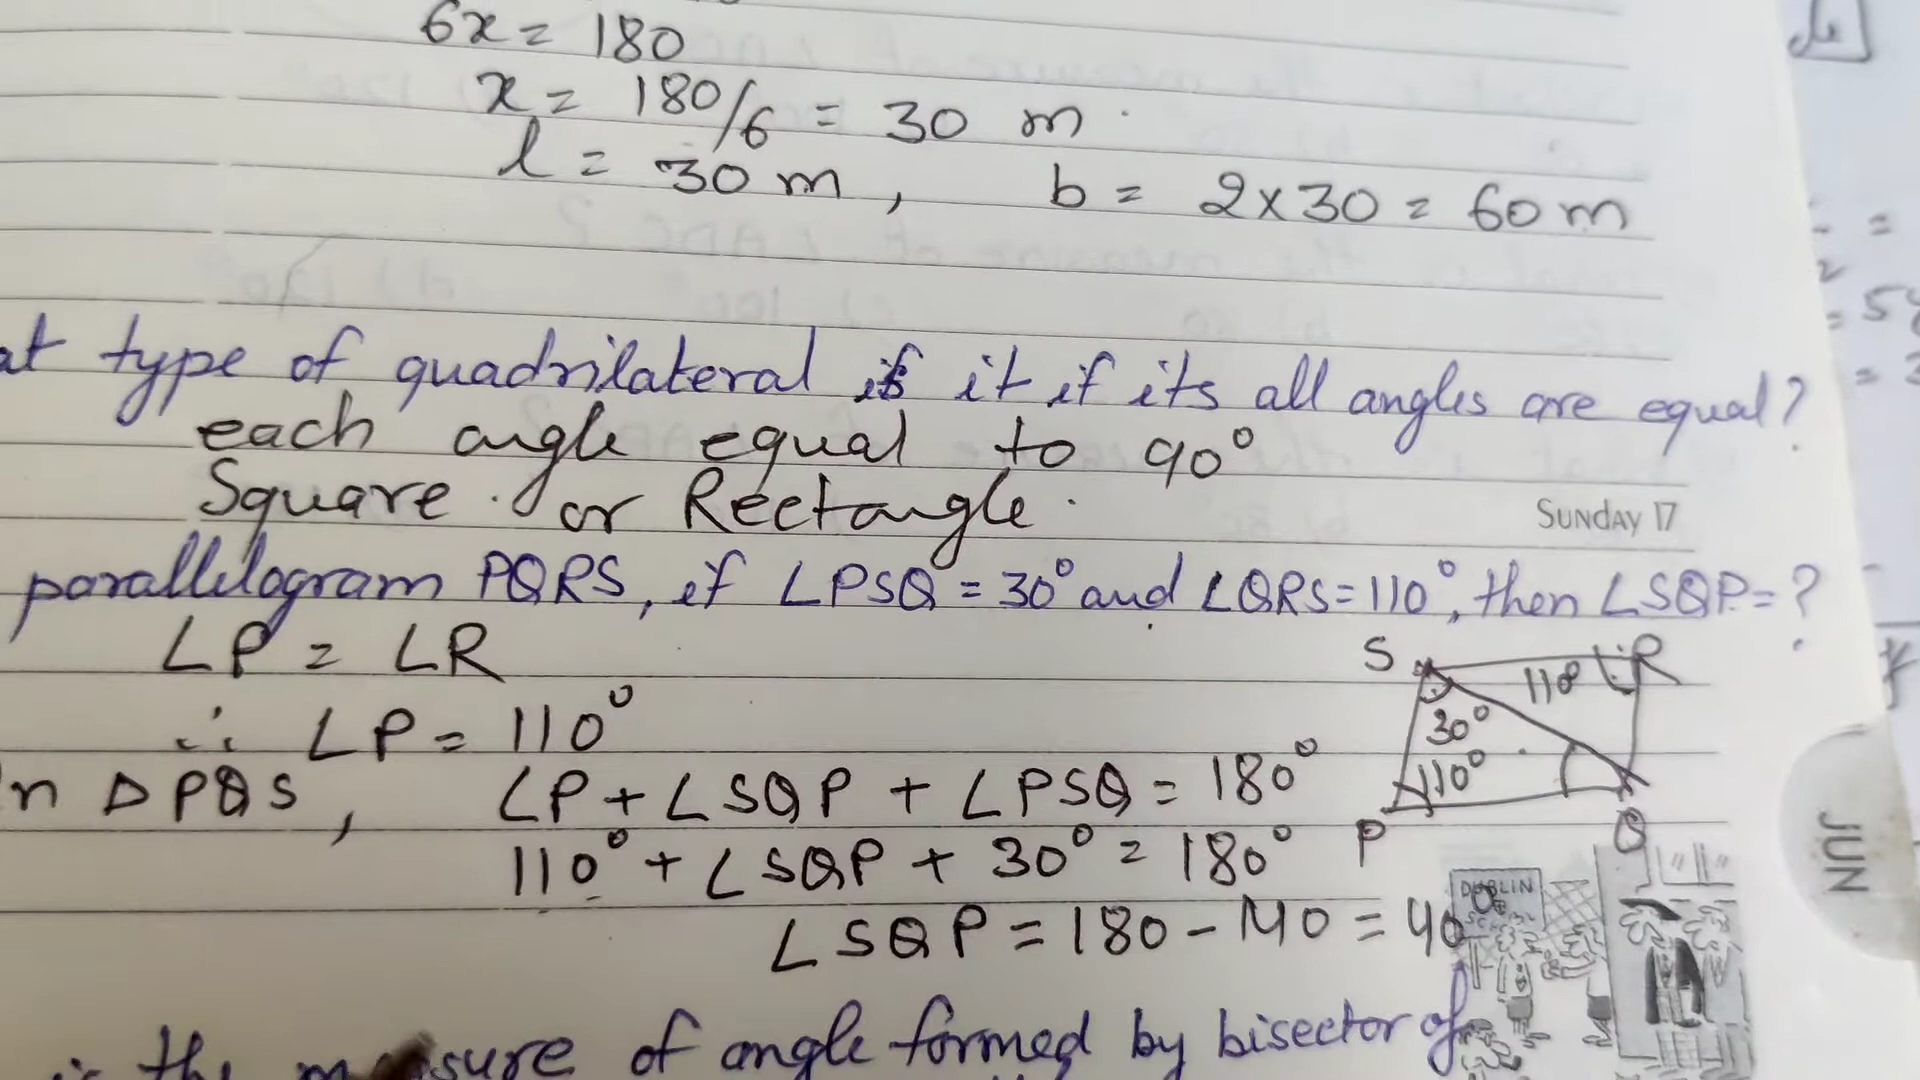 6x = 180
x = 180/6 = 30 m.
l = 30 m, b = 2x30 = 60 m
at type of quadrilateral is it if its all angles are equal?
each angle equal to 90°
Square. or Rectangle.
Sunday 17
parallelogram PQRS, if ∠PSQ = 30° and ∠QRS = 110°, then ∠SQP = ?
∠P = ∠R
∴ ∠P = 110°
n △PQS, ∠P + ∠SQP + ∠PSQ = 180°
110° + ∠SQP + 30° = 180°
∠SQP = 180 - 140 = 40°
S R
110°
30°
110°
P Q
JUN
DUBLIN
is the measure of angle formed by bisector of